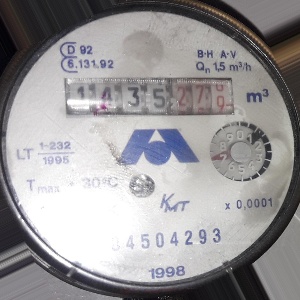 D 92
6.131.92
B-H A-V
Qn 1,5 m³/h
1435 27
m³
LT 1-232
1995
Tmax 30°C
KMT
x 0,0001
34504293
1998